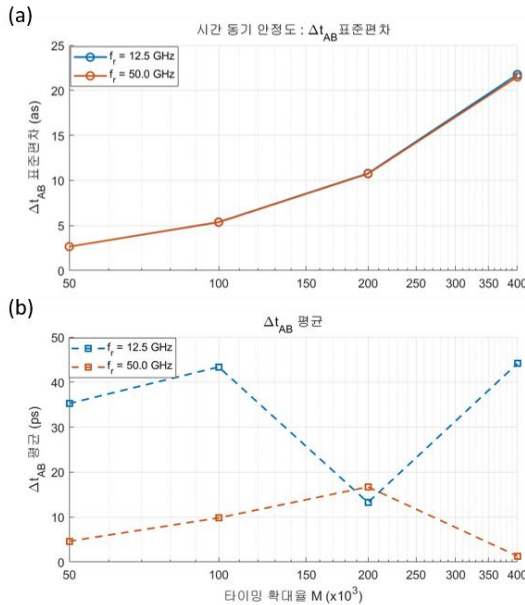 (a)
시간 동기 안정도 : Δt_AB 표준편차
f_r = 12.5 GHz
f_r = 50.0 GHz
Δt_AB 표준편차 (as)
25
20
15
10
5
0
50 100 150 200 250 300 350 400
(b)
Δt_AB 평균
f_r = 12.5 GHz
f_r = 50.0 GHz
Δt_AB 평균 (ps)
50
40
30
20
10
0
50 100 150 200 250 300 350 400
타이밍 확대율 M (x10³)